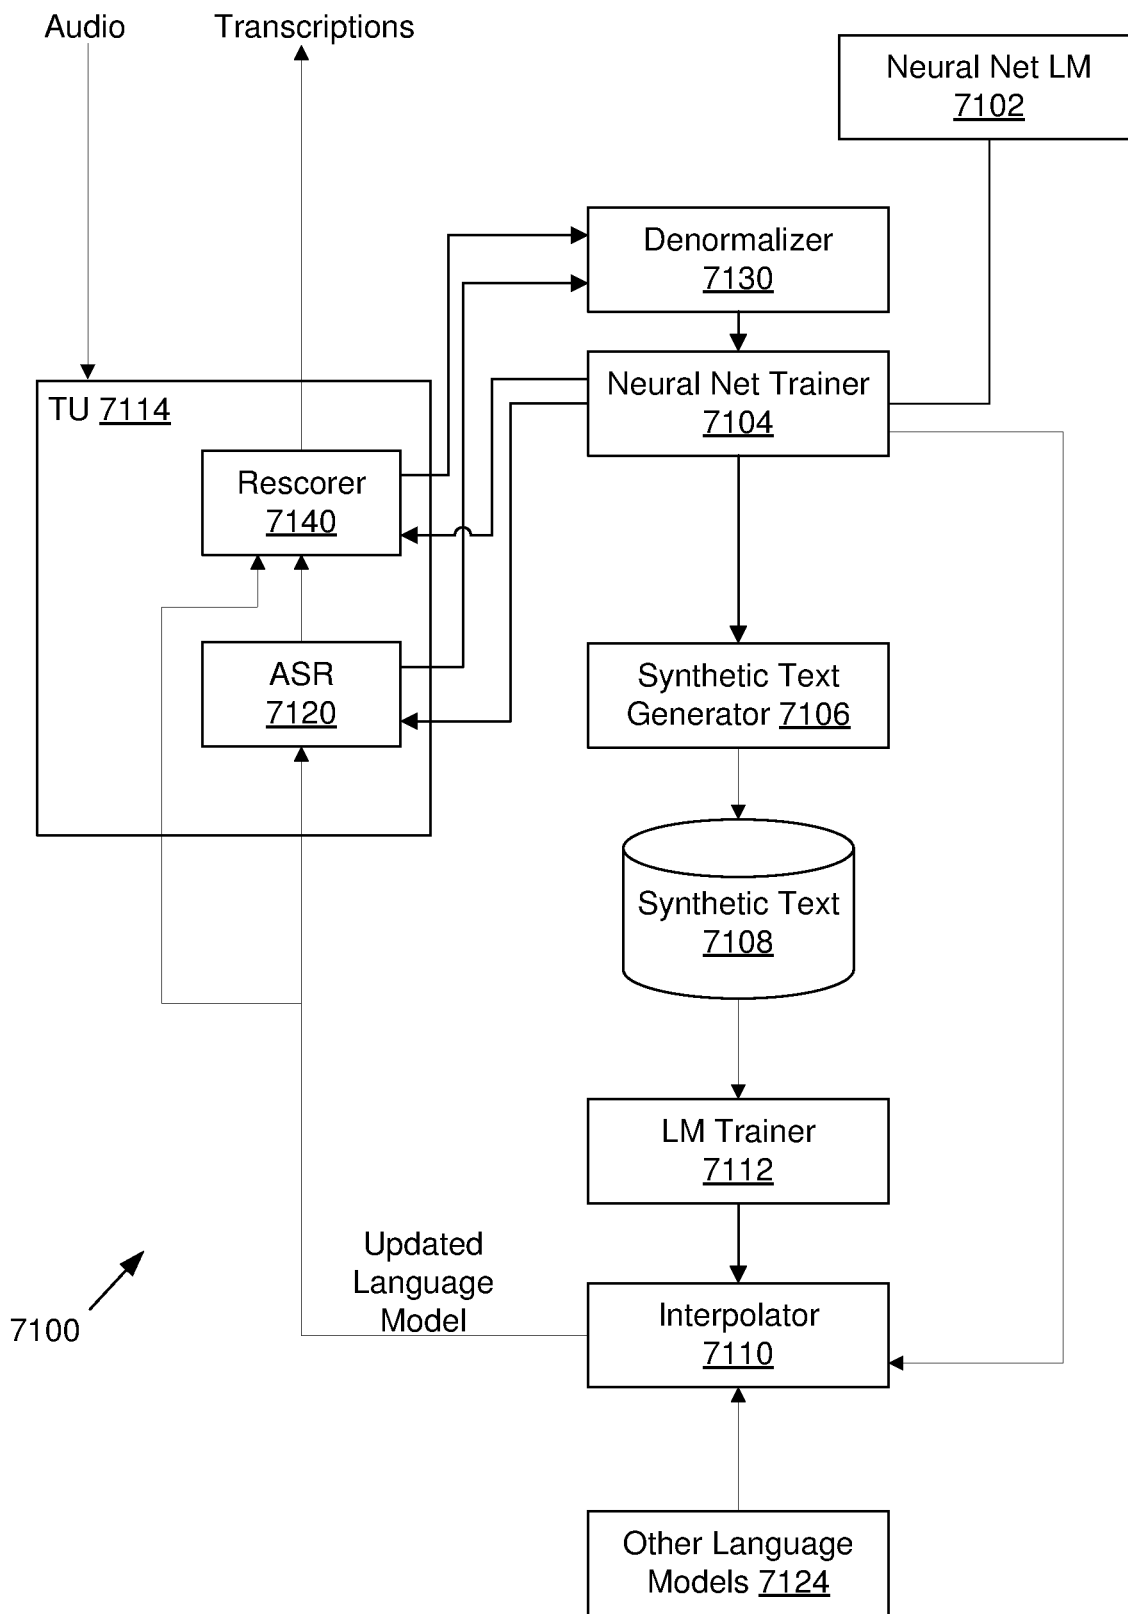 Audio
Transcriptions
Neural Net LM
7102
Denormalizer
7130
Neural Net Trainer
7104
TU 7114
Rescorer
7140
ASR
7120
Synthetic Text
Generator 7106
Synthetic Text
7108
LM Trainer
7112
Updated
Language
Model
Interpolator
7110
7100
Other Language
Models 7124